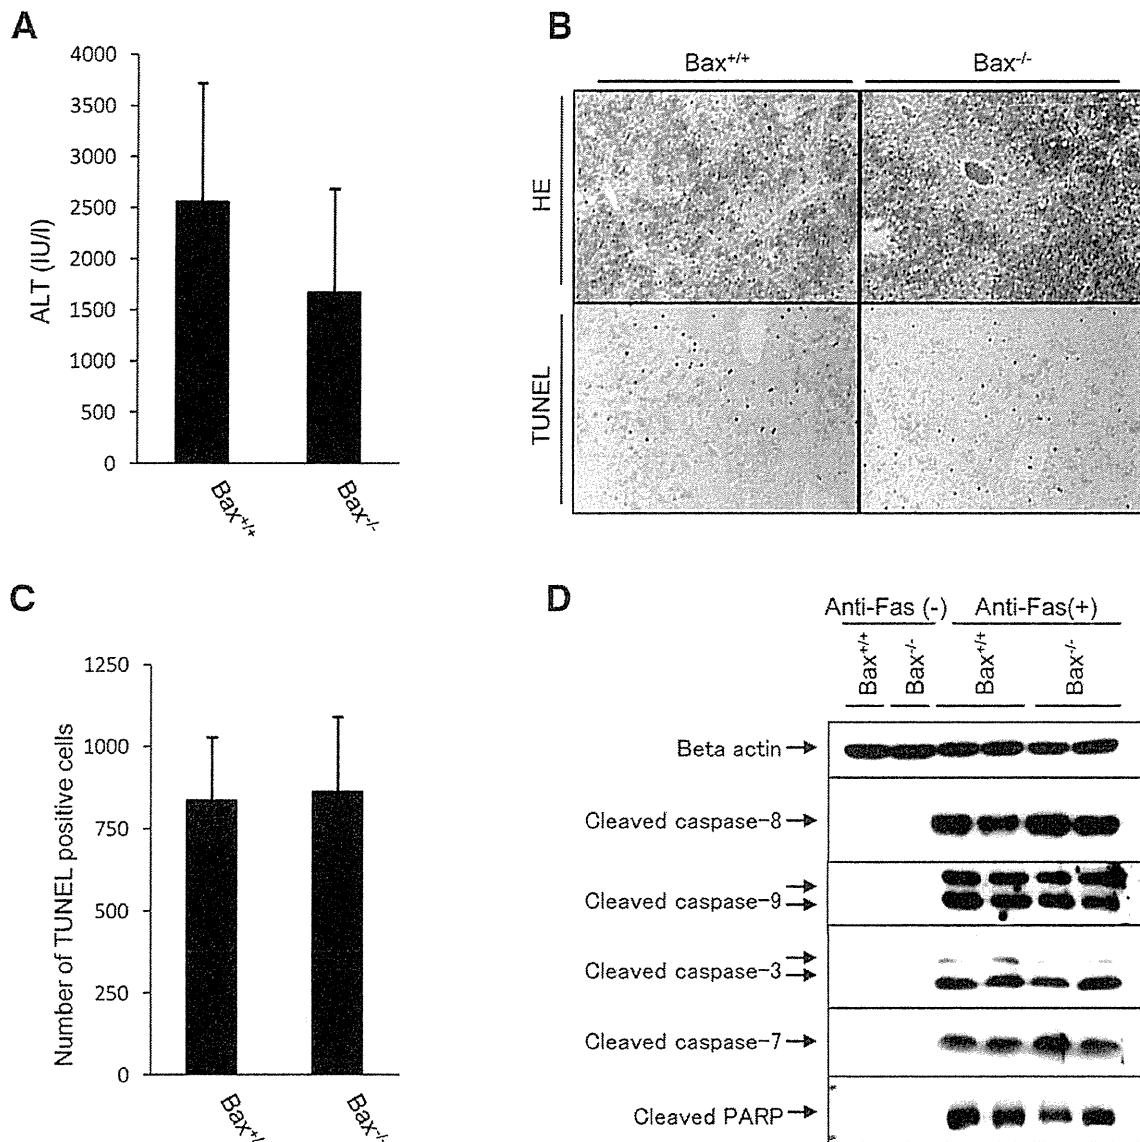 A
ALT (IU/l)
4000
3500
3000
2500
2000
1500
1000
500
0
Bax+/+
Bax-/-
B
Bax+/+
Bax-/-
HE
TUNEL
C
Number of TUNEL positive cells
1250
1000
750
500
250
0
Bax+/
Bax-/-
D
Anti-Fas (-)
Anti-Fas(+)
Bax+/+
Bax-/-
Bax+/+
Bax-/-
Beta actin
Cleaved caspase-8
Cleaved caspase-9
Cleaved caspase-3
Cleaved caspase-7
Cleaved PARP